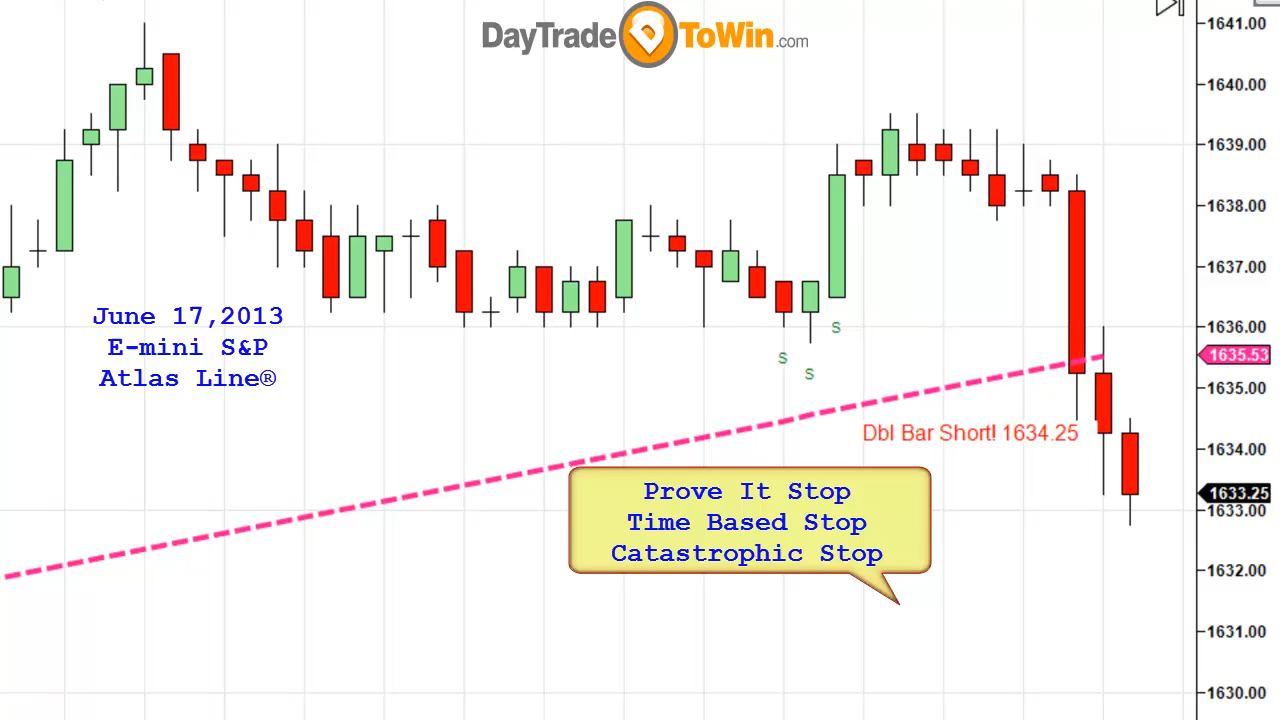 DayTradeToWin.com
1641.00
1640.00
1639.00
1638.00
1637.00
1636.00
1635.53
1635.00
1634.00
1633.25
1633.00
1632.00
1631.00
1630.00
June 17,2013
E-mini S&P
Atlas Line®
S
S
S
Dbl Bar Short! 1634.25
Prove It Stop
Time Based Stop
Catastrophic Stop